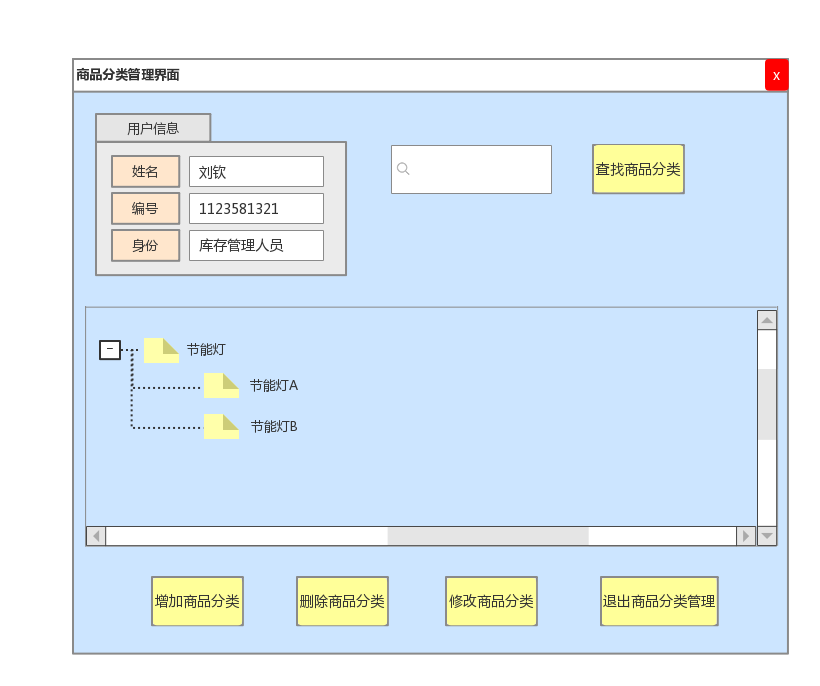 商品分类管理界面
x
用户信息
姓名 刘钦
编号 1123581321
身份 库存管理人员
查找商品分类
节能灯
节能灯A
节能灯B
增加商品分类 删除商品分类 修改商品分类 退出商品分类管理